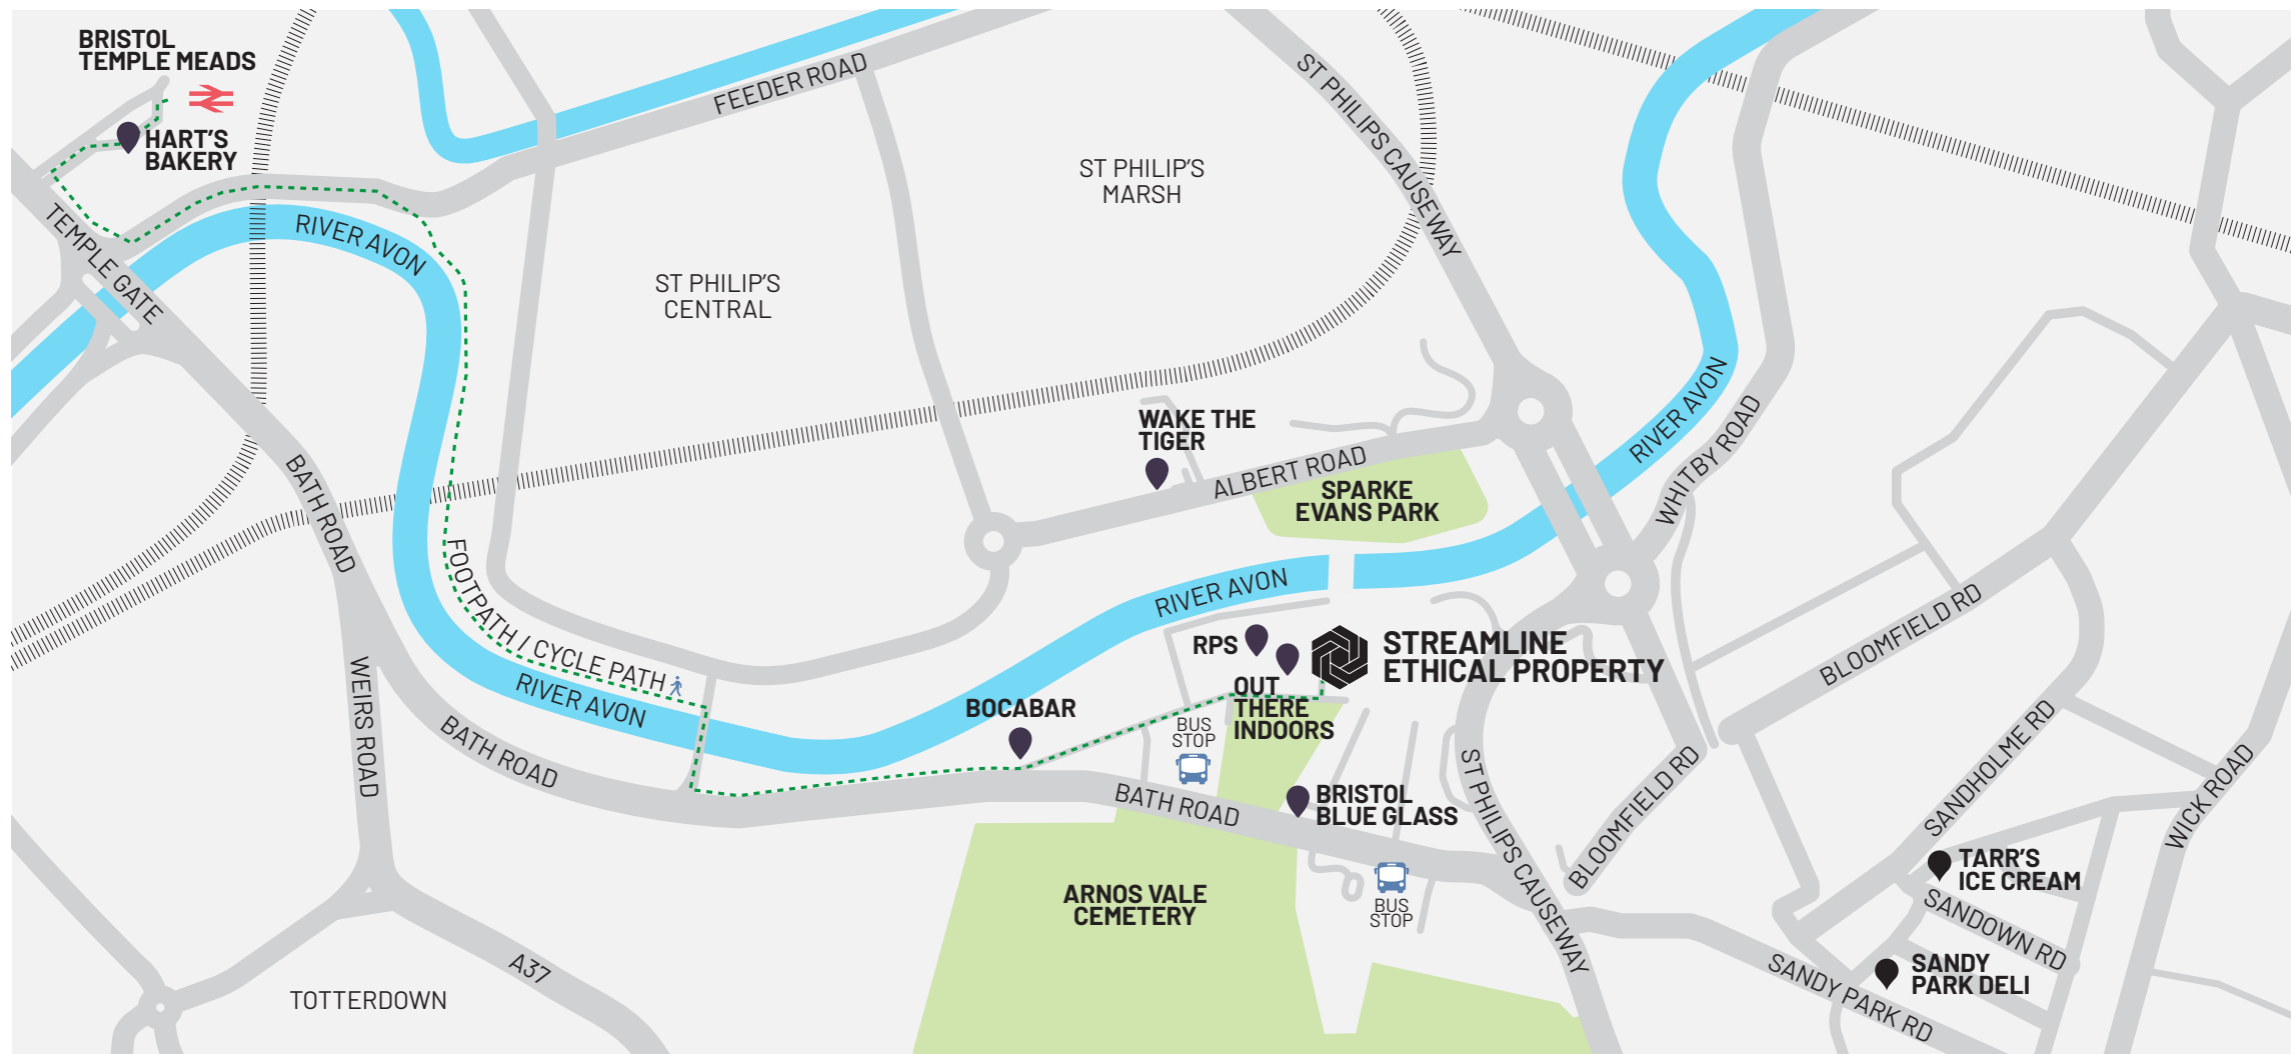 BRISTOL
TEMPLE MEADS
HART'S
BAKERY
FEEDER ROAD
ST PHILIPS CAUSEWAY
ST PHILIP'S
MARSH
TEMPLE GATE
RIVER AVON
ST PHILIP'S
CENTRAL
RIVER AVON
WHITBY ROAD
WAKE THE
TIGER
ALBERT ROAD
SPARKE
EVANS PARK
BATH ROAD
FOOTPATH / CYCLE PATH
RIVER AVON
RIVER AVON
RPS
STREAMLINE
ETHICAL PROPERTY
OUT
THERE
INDOORS
BLOOMFIELD RD
WEIRS ROAD
BATH ROAD
BOCABAR
BUS
STOP
BATH ROAD
BRISTOL
BLUE GLASS
ST PHILIPS CAUSEWAY
BLOOMFIELD RD
SANDHOLME RD
WICK ROAD
TARR'S
ICE CREAM
SANDOWN RD
ARNOS VALE
CEMETERY
BUS
STOP
A37
TOTTERDOWN
SANDY PARK RD
SANDY
PARK DELI